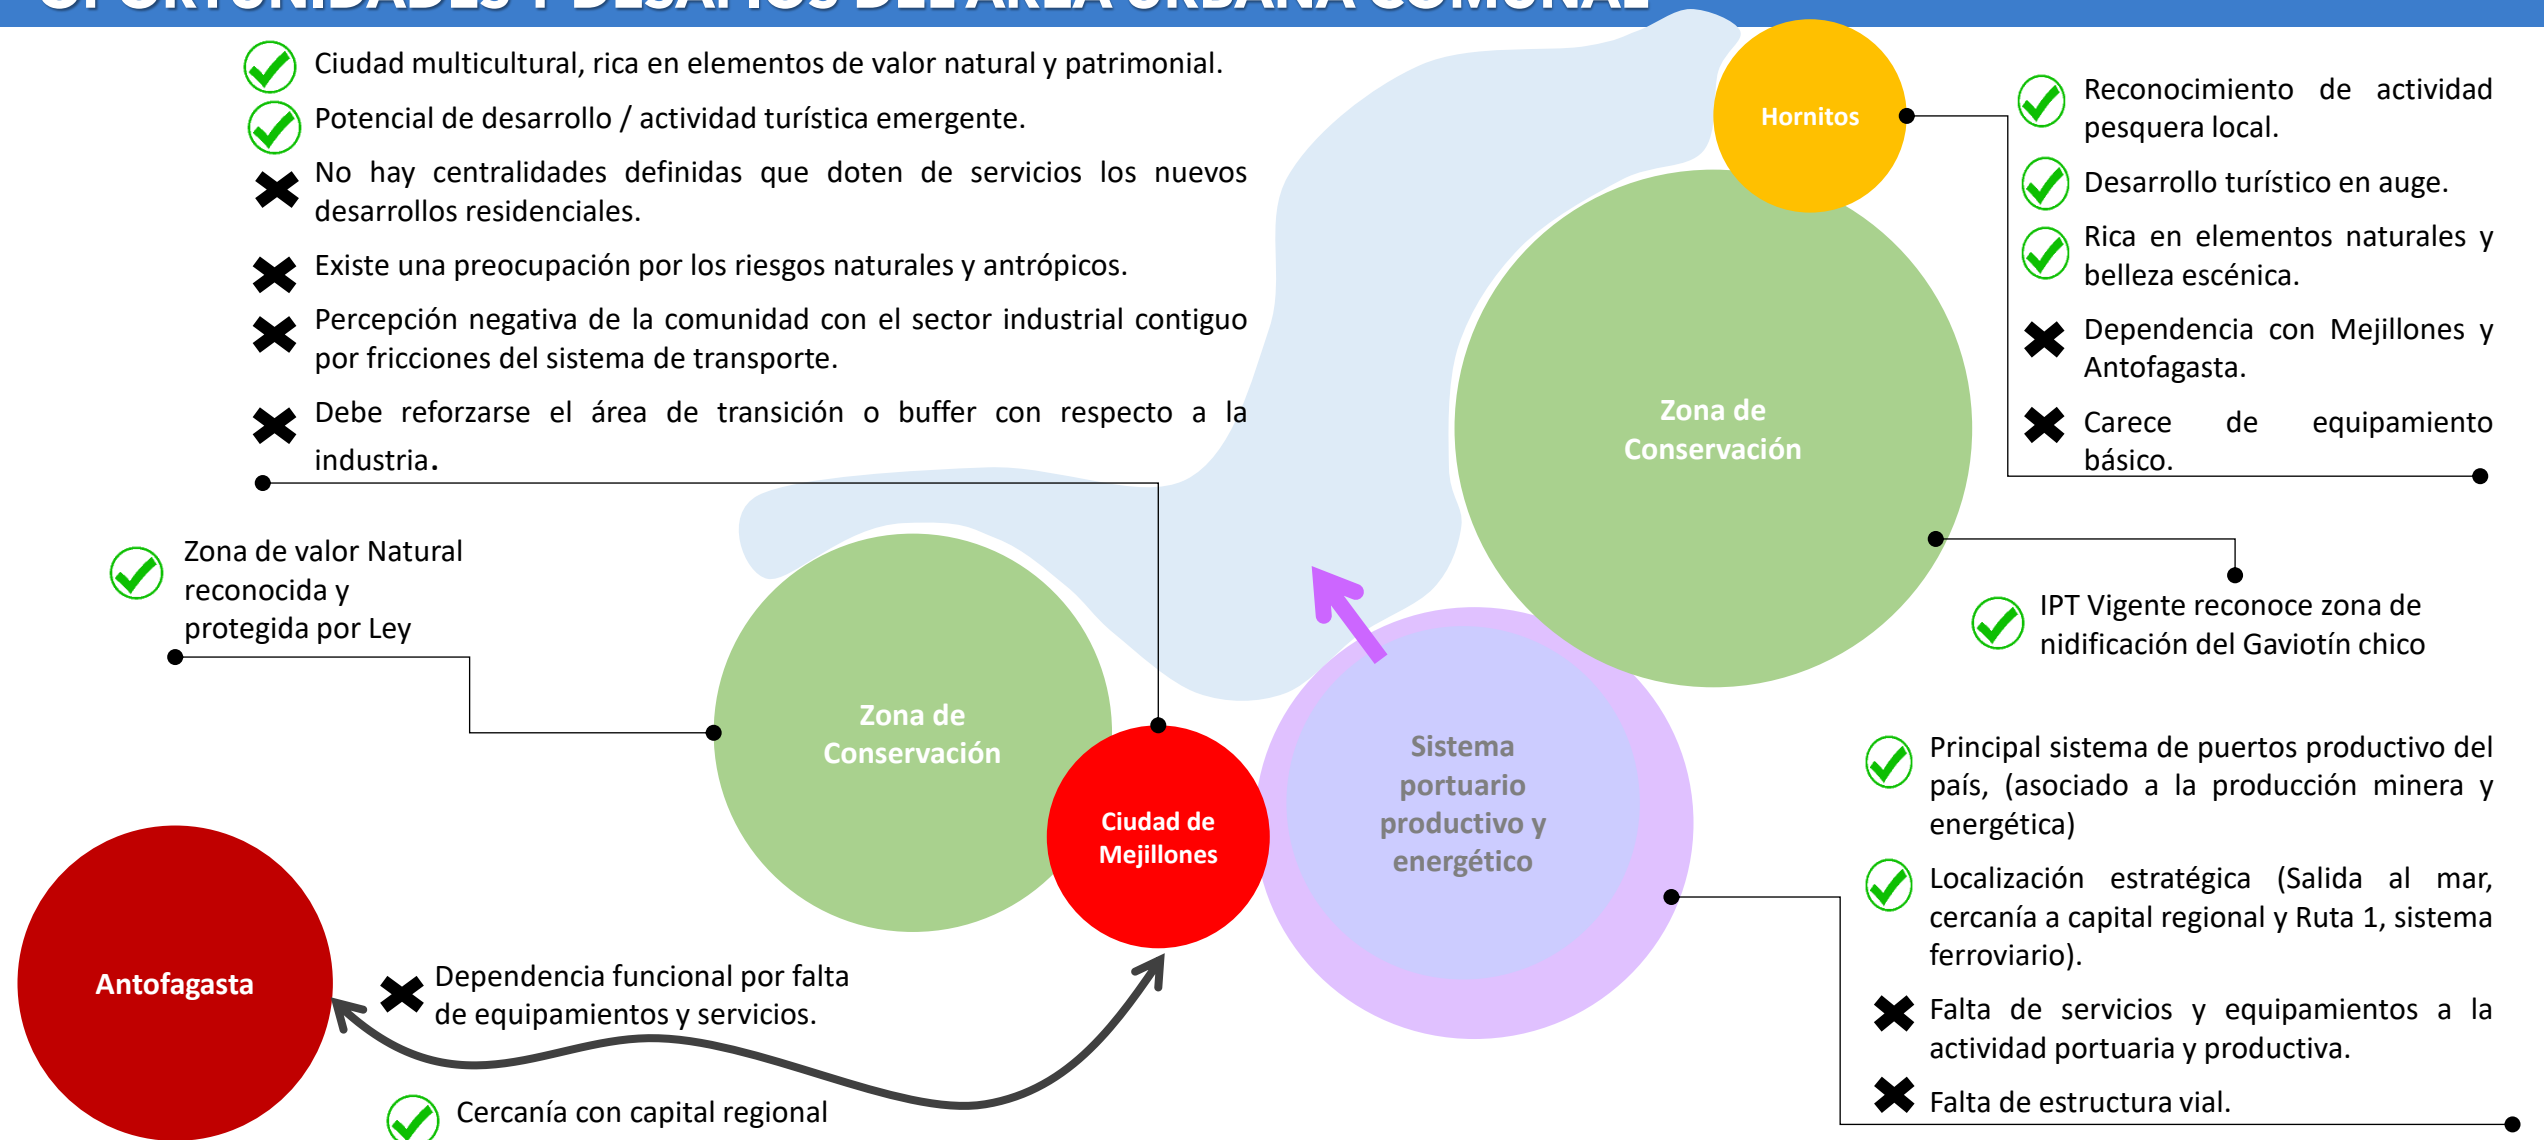 OPORTUNIDADES Y DESAFÍOS DEL ÁREA URBANA COMUNAL
Ciudad multicultural, rica en elementos de valor natural y patrimonial.
Potencial de desarrollo / actividad turística emergente.
No hay centralidades definidas que doten de servicios los nuevos
desarrollos residenciales.
Existe una preocupación por los riesgos naturales y antrópicos.
Percepción negativa de la comunidad con el sector industrial contiguo
por fricciones del sistema de transporte.
Debe reforzarse el área de transición o buffer con respecto a la
industria.
Hornitos
Reconocimiento de actividad
pesquera local.
Desarrollo turístico en auge.
Rica en elementos naturales y
belleza escénica.
Dependencia con Mejillones y
Antofagasta.
Carece de equipamiento
básico.
Zona de
Conservación
Zona de valor Natural
reconocida y
protegida por Ley
IPT Vigente reconoce zona de
nidificación del Gaviotín chico
Zona de
Conservación
Ciudad de
Mejillones
Sistema
portuario
productivo y
energético
Principal sistema de puertos productivo del
país, (asociado a la producción minera y
energética)
Localización estratégica (Salida al mar,
cercanía a capital regional y Ruta 1, sistema
ferroviario).
Falta de servicios y equipamientos a la
actividad portuaria y productiva.
Falta de estructura vial.
Antofagasta
Dependencia funcional por falta
de equipamientos y servicios.
Cercanía con capital regional